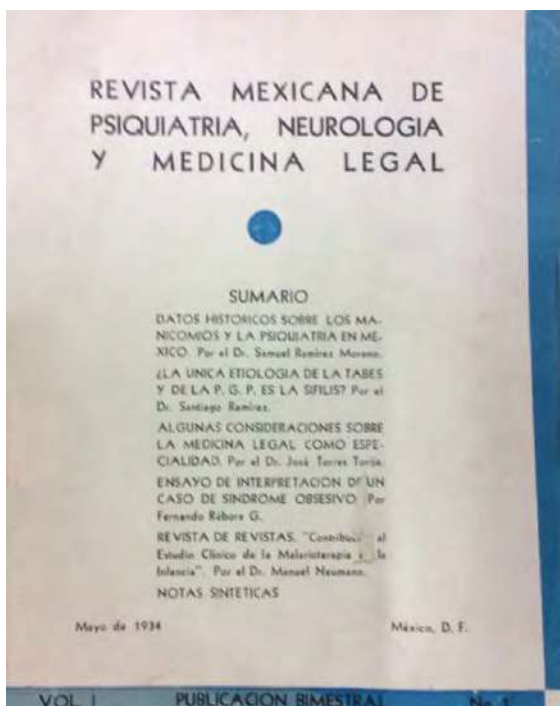 REVISTA MEXICANA DE
PSIQUIATRIA, NEUROLOGIA
Y MEDICINA LEGAL
SUMARIO
DATOS HISTORICOS SOBRE LOS MA-
NICOMIOS Y LA PSIQUIATRIA EN ME-
XICO. Por el Dr. Samuel Ramírez Moreno.
¿LA UNICA ETIOLOGIA DE LA TABES
Y DE LA P. G. P. ES LA SIFILIS? Por el
Dr. Santiago Ramírez.
ALGUNAS CONSIDERACIONES SOBRE
LA MEDICINA LEGAL COMO ESPE-
CIALIDAD. Por el Dr. José Torres Torija.
ENSAYO DE INTERPRETACION DE UN
CASO DE SINDROME OBSESIVO. Por
Fernando Rébora G.
REVISTA DE REVISTAS. al
Estudio Clínico de la Malarioterapia la
Infancia". Por el Dr. Manuel Neumann.
NOTAS SINTETICAS
Mayo de 1934 México, D. F.
VOL. I PUBLICACION BIMESTRAL No. 1